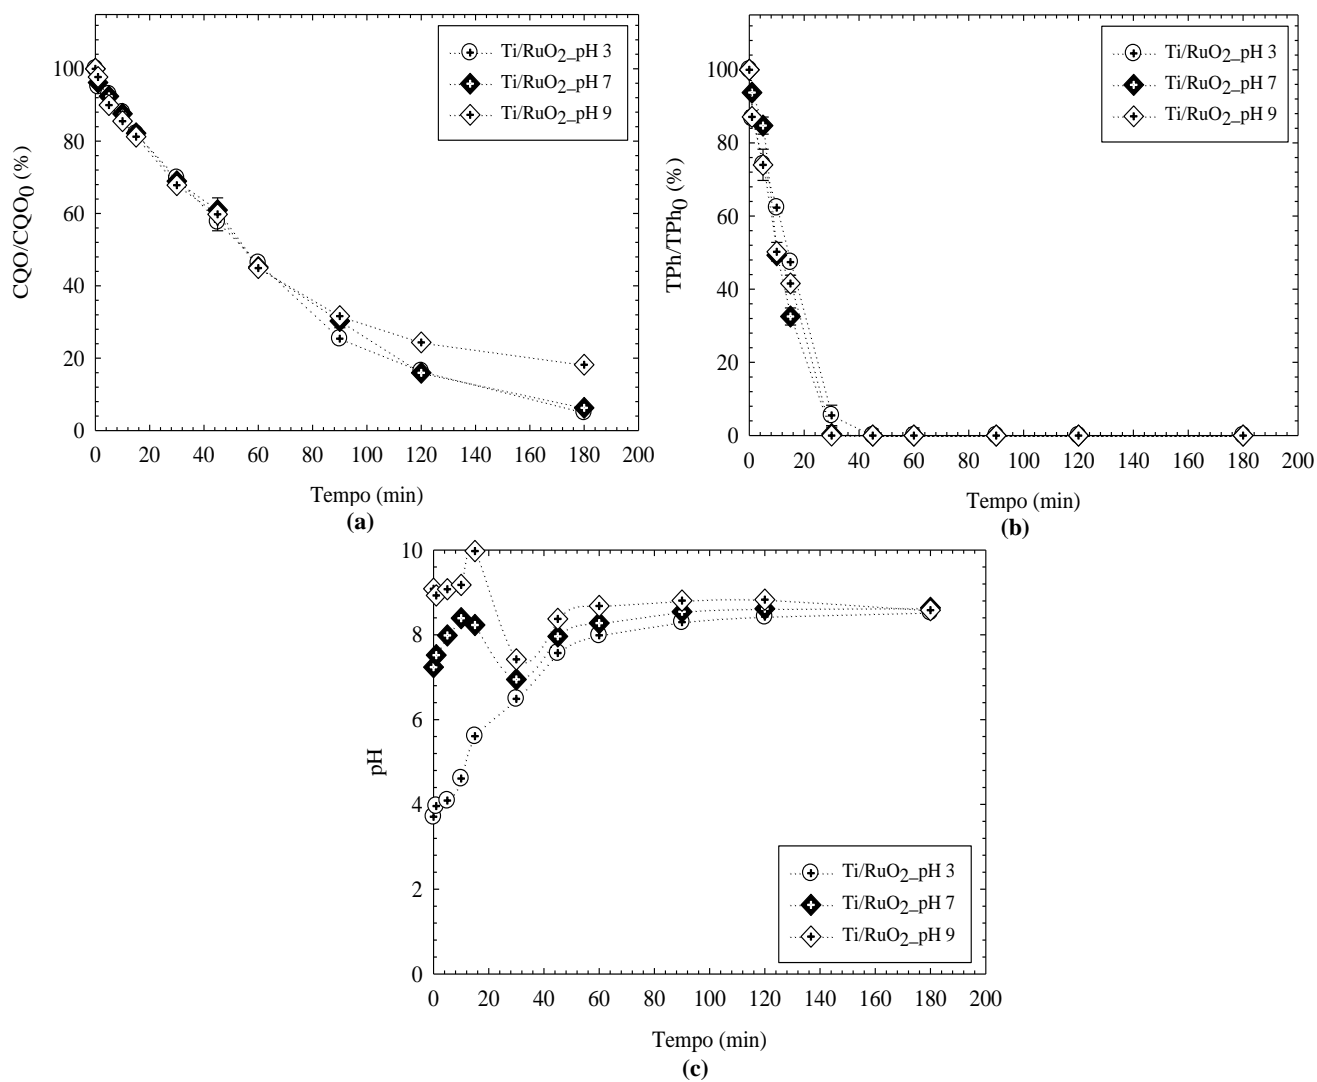 Ti/RuO2_pH 3
Ti/RuO2_pH 7
Ti/RuO2_pH 9
CQO/CQO0 (%)
100
80
60
40
20
0
0 20 40 60 80 100 120 140 160 180 200
Tempo (min)
(a)
Ti/RuO2_pH 3
Ti/RuO2_pH 7
Ti/RuO2_pH 9
TPh/TPh0 (%)
100
80
60
40
20
0
0 20 40 60 80 100 120 140 160 180 200
Tempo (min)
(b)
pH
10
8
6
4
2
0
Ti/RuO2_pH 3
Ti/RuO2_pH 7
Ti/RuO2_pH 9
0 20 40 60 80 100 120 140 160 180 200
Tempo (min)
(c)